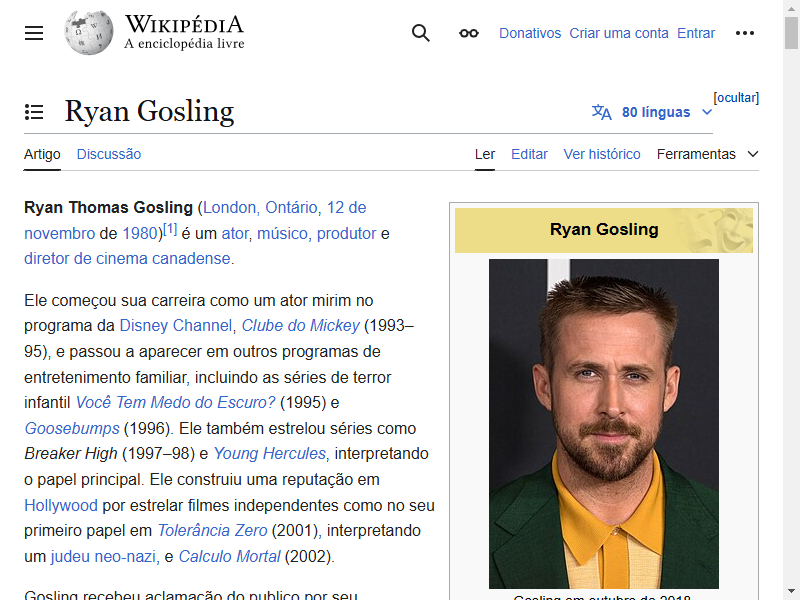 WIKIPÉDIA
A enciclopédia livre
Donativos Criar uma conta Entrar
[ocultar]
Ryan Gosling
80 línguas
Artigo Discussão Ler Editar Ver histórico Ferramentas
Ryan Thomas Gosling (London, Ontário, 12 de
novembro de 1980)[1] é um ator, músico, produtor e
diretor de cinema canadense.
Ele começou sua carreira como um ator mirim no
programa da Disney Channel, Clube do Mickey (1993–
95), e passou a aparecer em outros programas de
entretenimento familiar, incluindo as séries de terror
infantil Você Tem Medo do Escuro? (1995) e
Goosebumps (1996). Ele também estrelou séries como
Breaker High (1997–98) e Young Hercules, interpretando
o papel principal. Ele construiu uma reputação em
Hollywood por estrelar filmes independentes como no seu
primeiro papel em Tolerância Zero (2001), interpretando
um judeu neo-nazi, e Calculo Mortal (2002).
Gosling recebeu aclamação do publico por seu
Ryan Gosling
Gosling em outubro de 2018